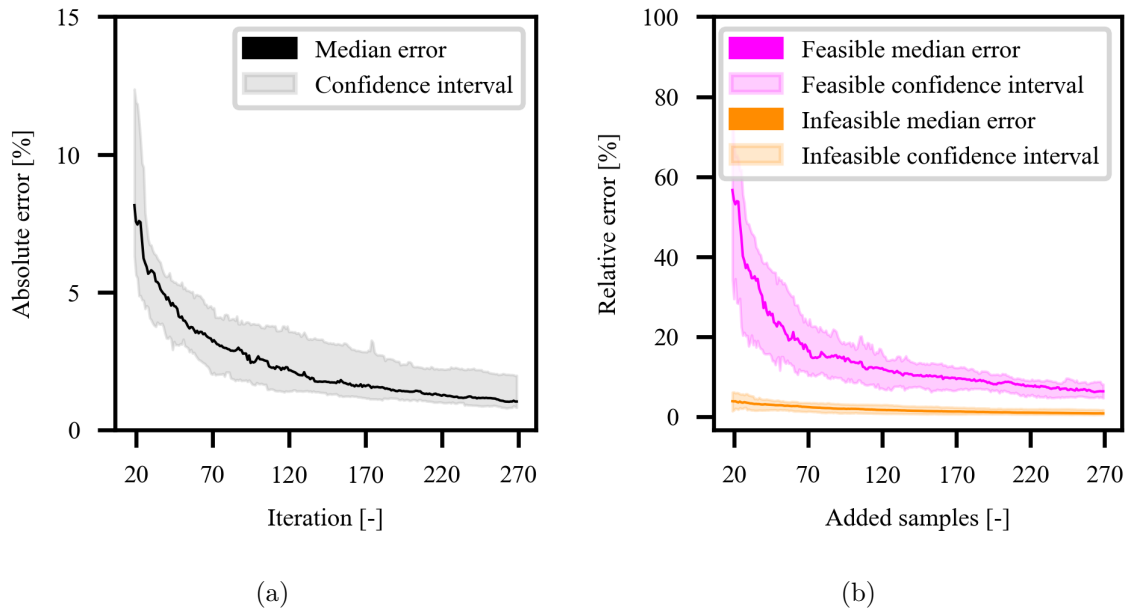 15
10
5
0
Absolute error [%]
Median error
Confidence interval
20 70 120 170 220 270
Iteration [-]
(a)
100
80
60
40
20
0
Relative error [%]
Feasible median error
Feasible confidence interval
Infeasible median error
Infeasible confidence interval
20 70 120 170 220 270
Added samples [-]
(b)